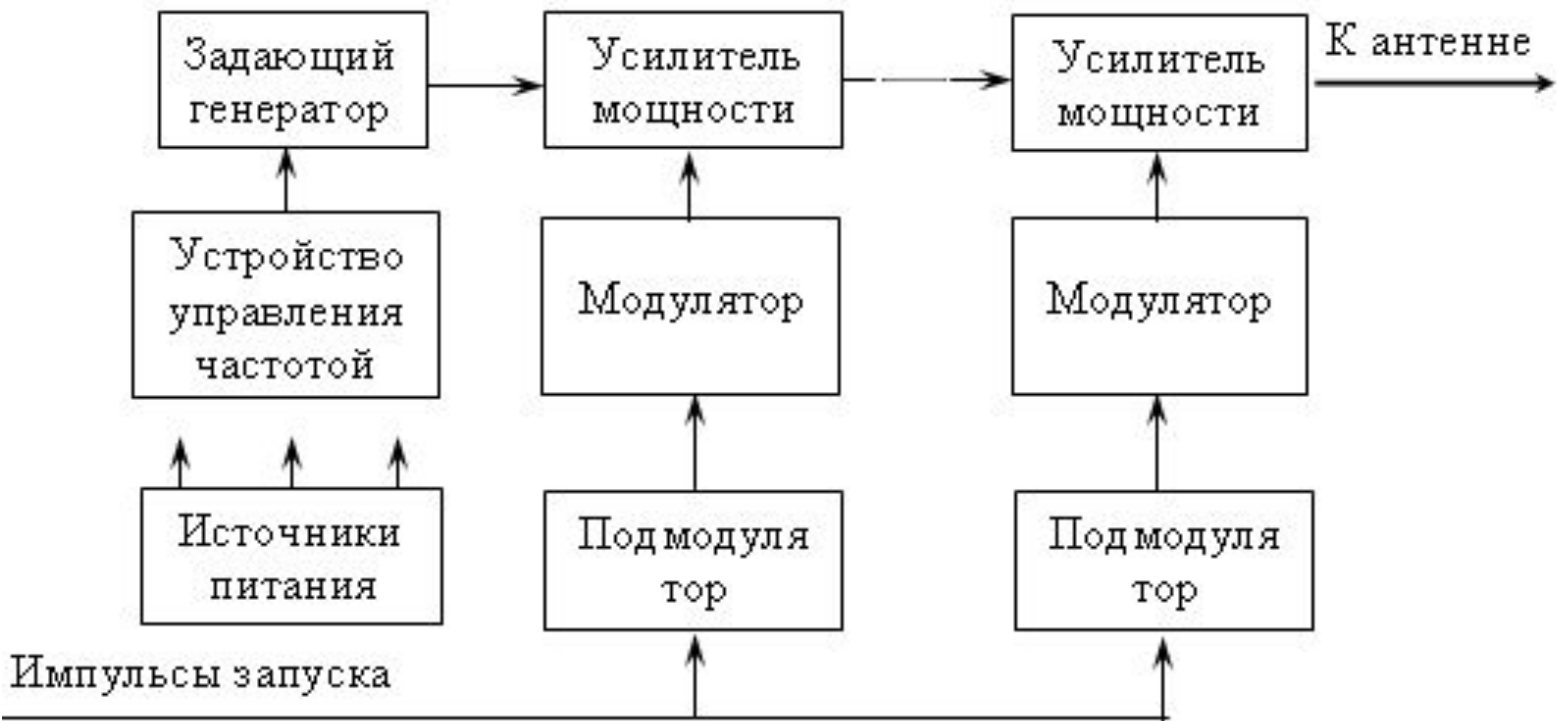 Задающий
генератор
Усилитель
мощности
Усилитель
мощности
К антенне
Устройство
управления
частотой
Модулятор
Модулятор
Источники
питания
Подмодуля
тор
Подмодуля
тор
Импульсы запуска